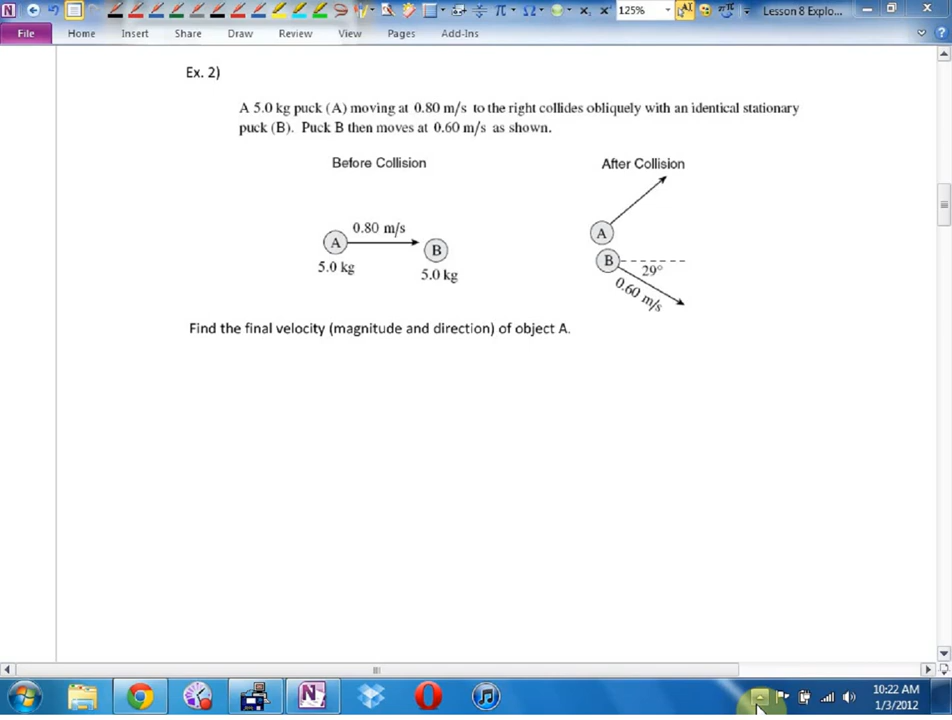 125%
Lesson 8 Explo...
File Home Insert Share Draw Review View Pages Add-Ins
Ex. 2)
A 5.0 kg puck (A) moving at 0.80 m/s to the right collides obliquely with an identical stationary
puck (B). Puck B then moves at 0.60 m/s as shown.
Before Collision
After Collision
0.80 m/s
A
B
5.0 kg
5.0 kg
A
B
29°
0.60 m/s
Find the final velocity (magnitude and direction) of object A.
10:22 AM
1/3/2012